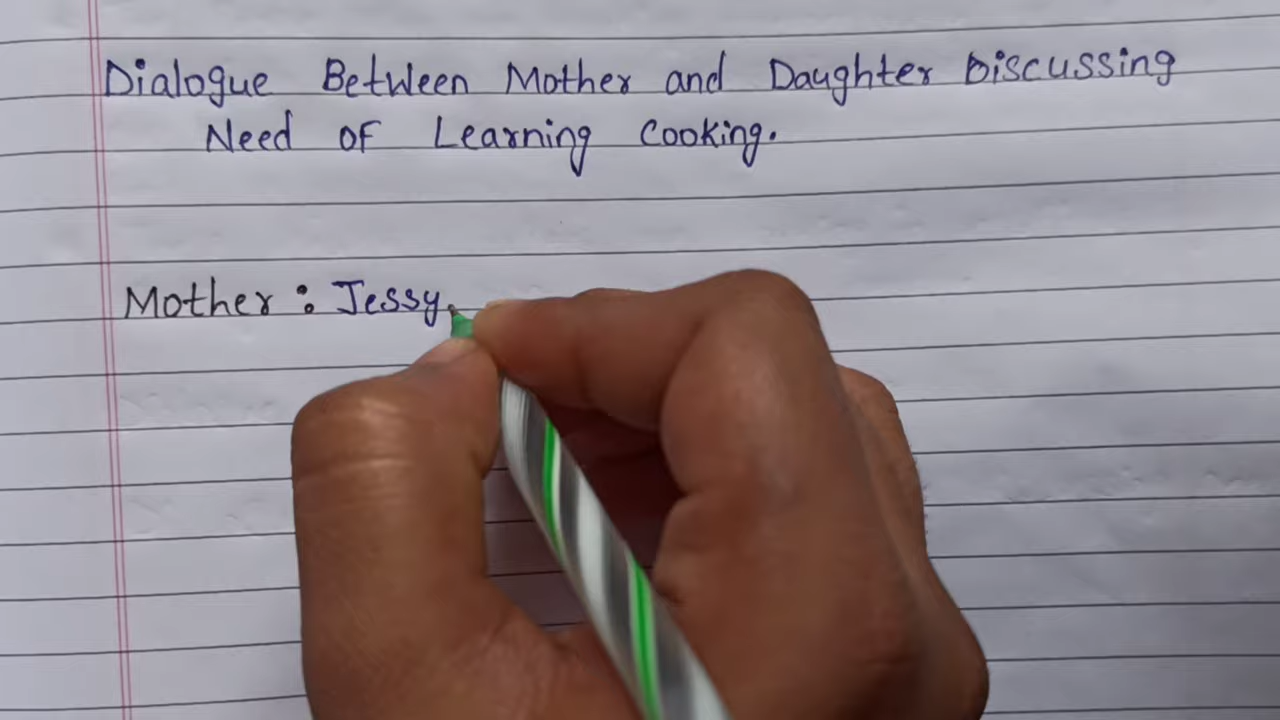 Dialogue Between Mother and Daughter Discussing
Need of Learning Cooking.
Mother : Jessy,